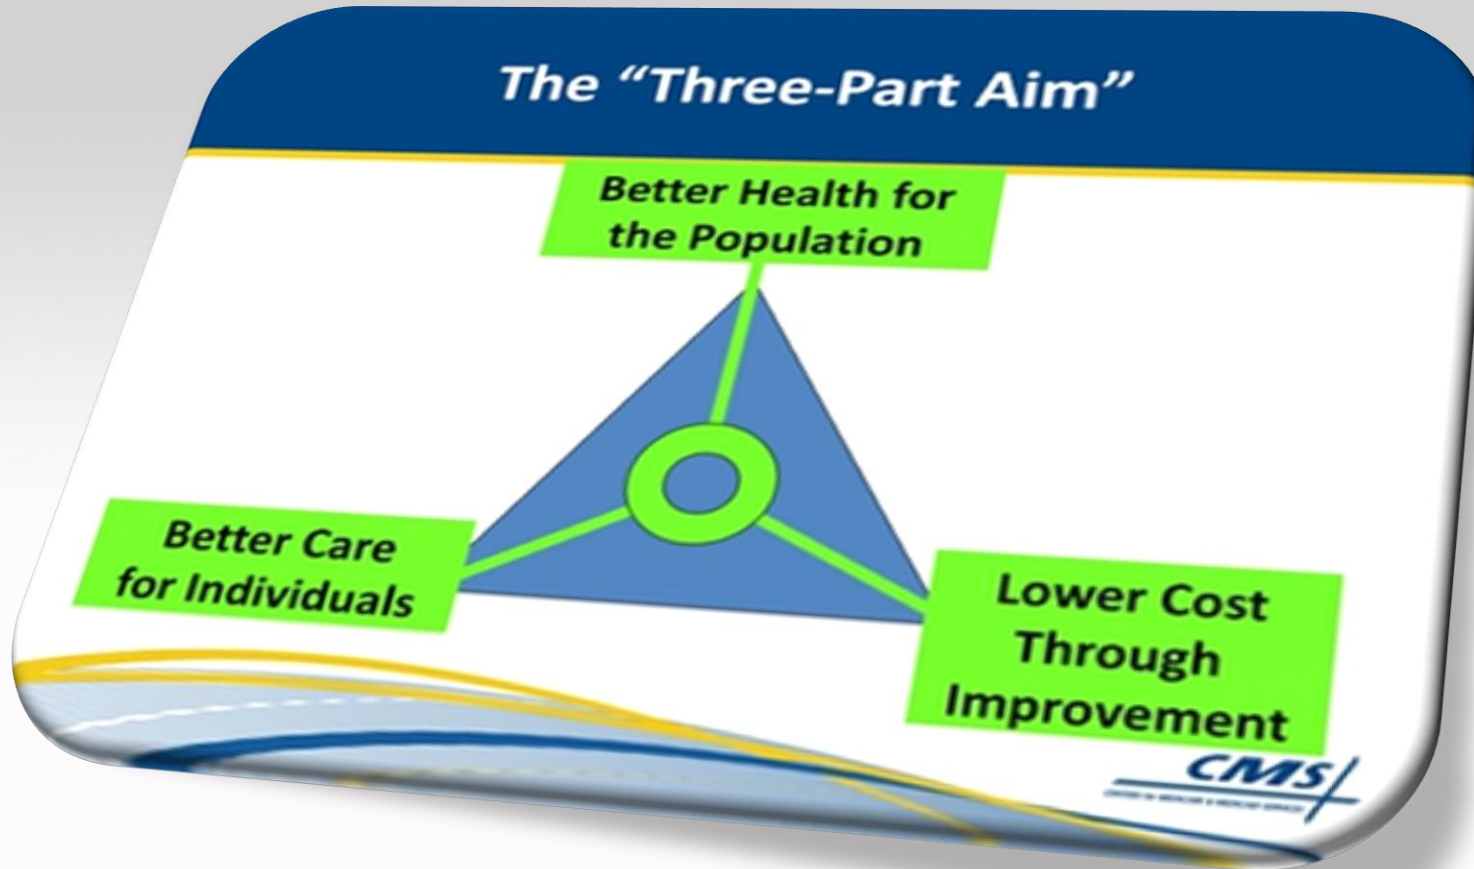 The “Three-Part Aim”
Better Health for
the Population
Better Care
for Individuals
Lower Cost
Through
Improvement
CMS